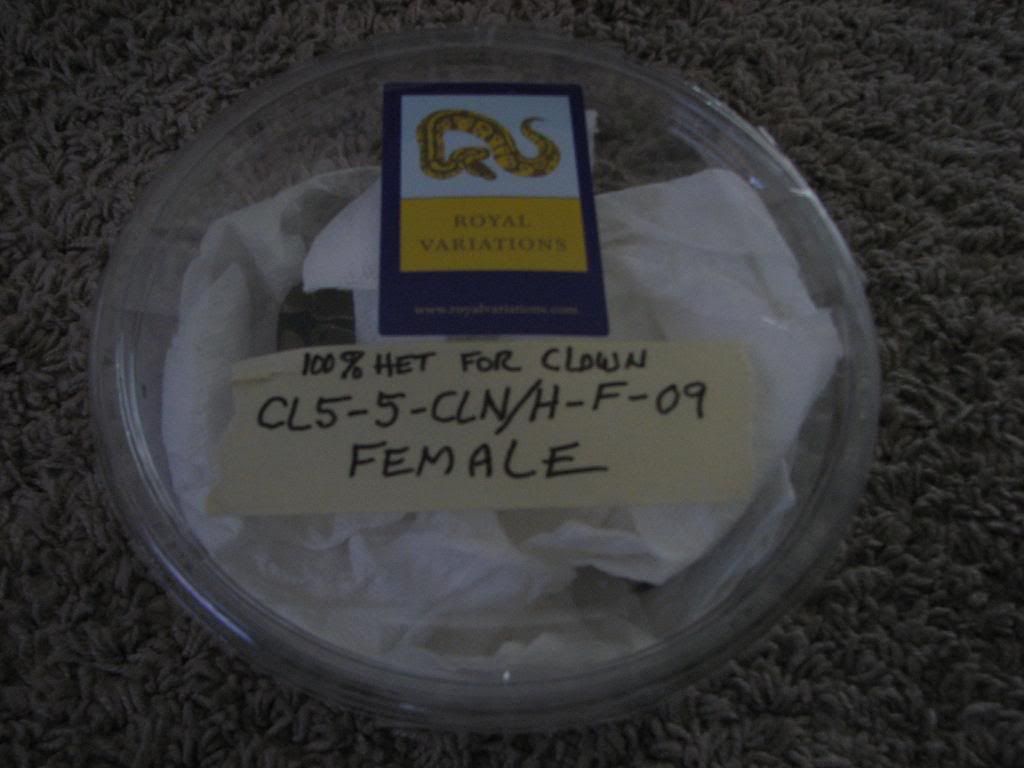 ROYAL
VARIATIONS
www.royalvariations.com
100% HET FOR CLOWN
CL5-5-CLN/H-F-09
FEMALE